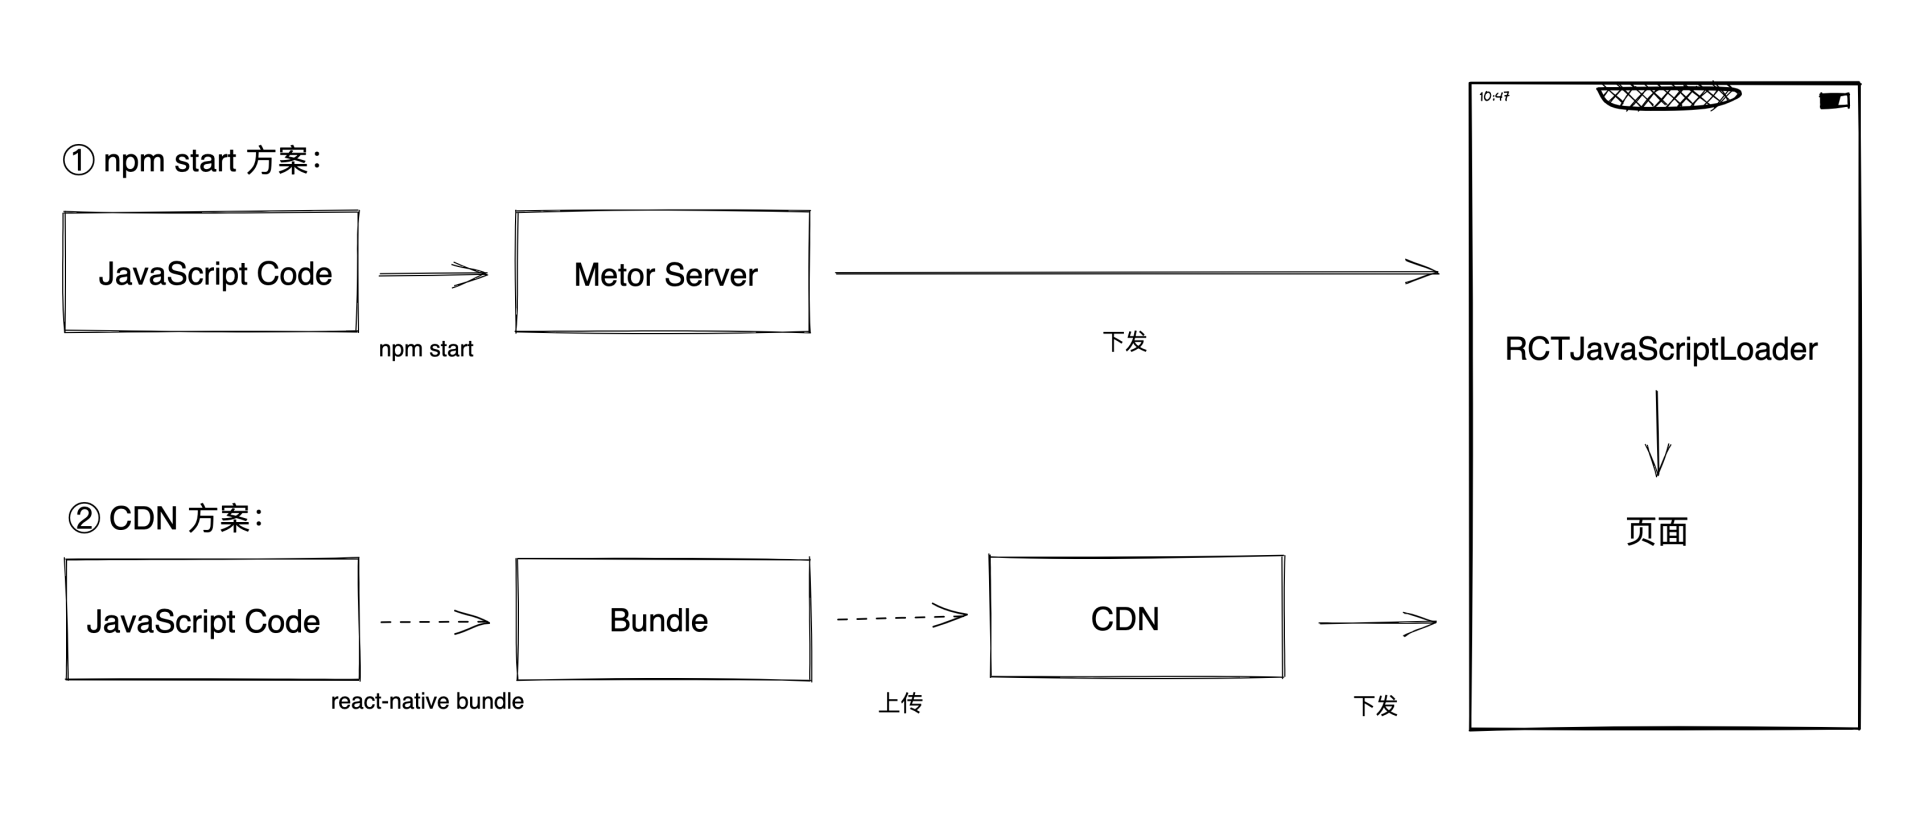 ① npm start 方案：
JavaScript Code
npm start
Metor Server
下发
② CDN 方案：
JavaScript Code
react-native bundle
Bundle
上传
CDN
下发
10:47
RCTJavaScriptLoader
页面